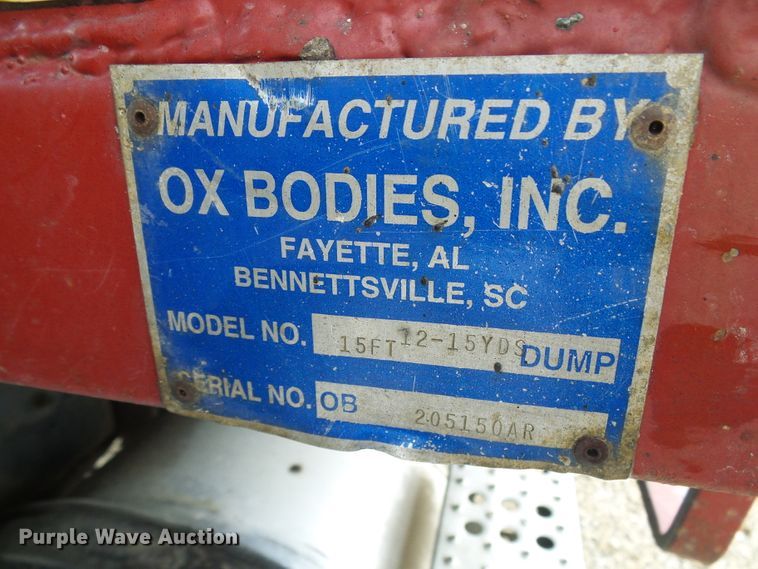 MANUFACTURED BY
OX BODIES, INC.
FAYETTE, AL
BENNETTSVILLE, SC
MODEL NO. 15FT 12-15YDS DUMP
SERIAL NO. OB 205150AR
Purple Wave Auction